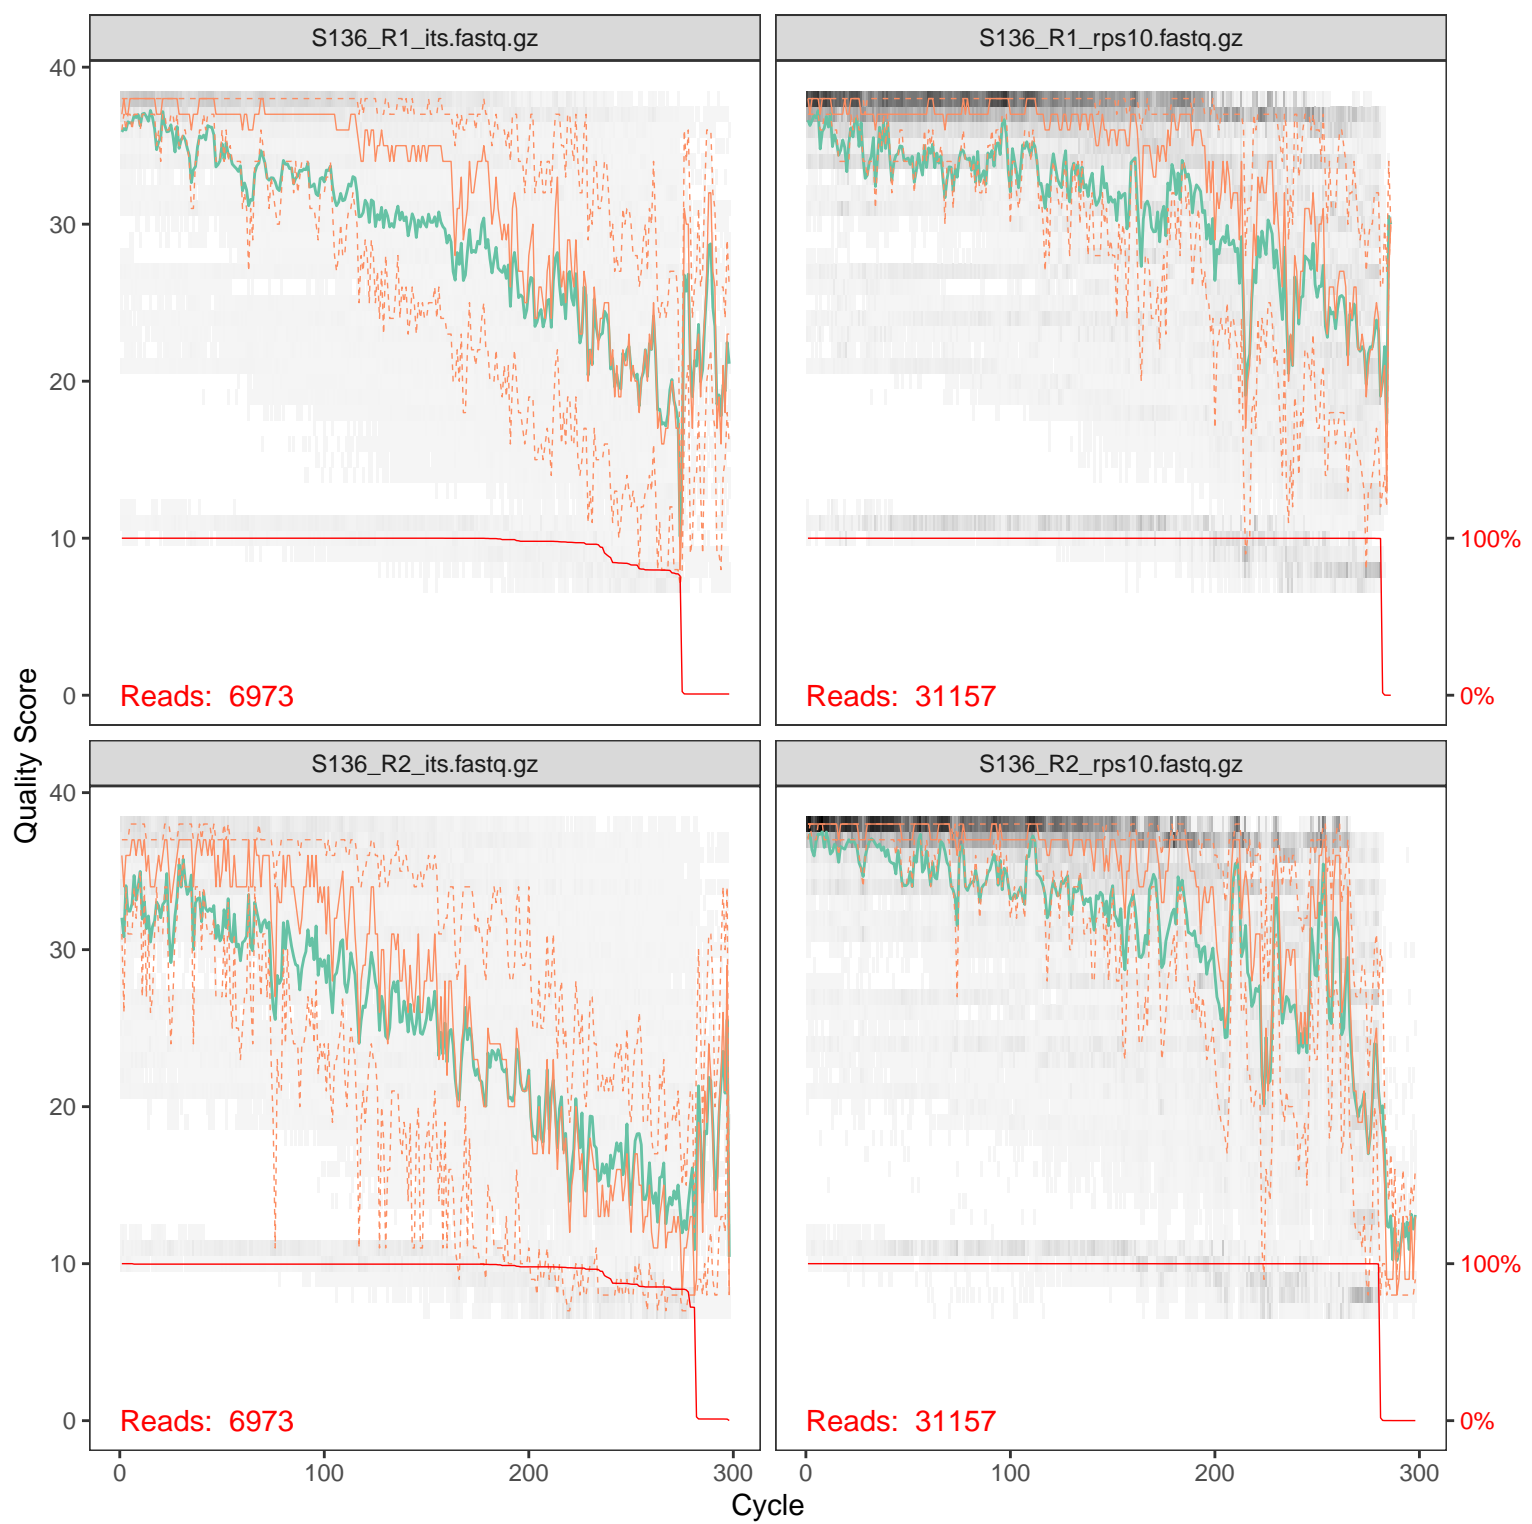 S136_R1_its.fastq.gz
S136_R1_rps10.fastq.gz
40
30
20
10
0
Reads: 6973
Reads: 31157
100%
0%
Quality Score
S136_R2_its.fastq.gz
S136_R2_rps10.fastq.gz
40
30
20
10
0
Reads: 6973
Reads: 31157
100%
0%
0
100
200
300
0
100
200
300
Cycle